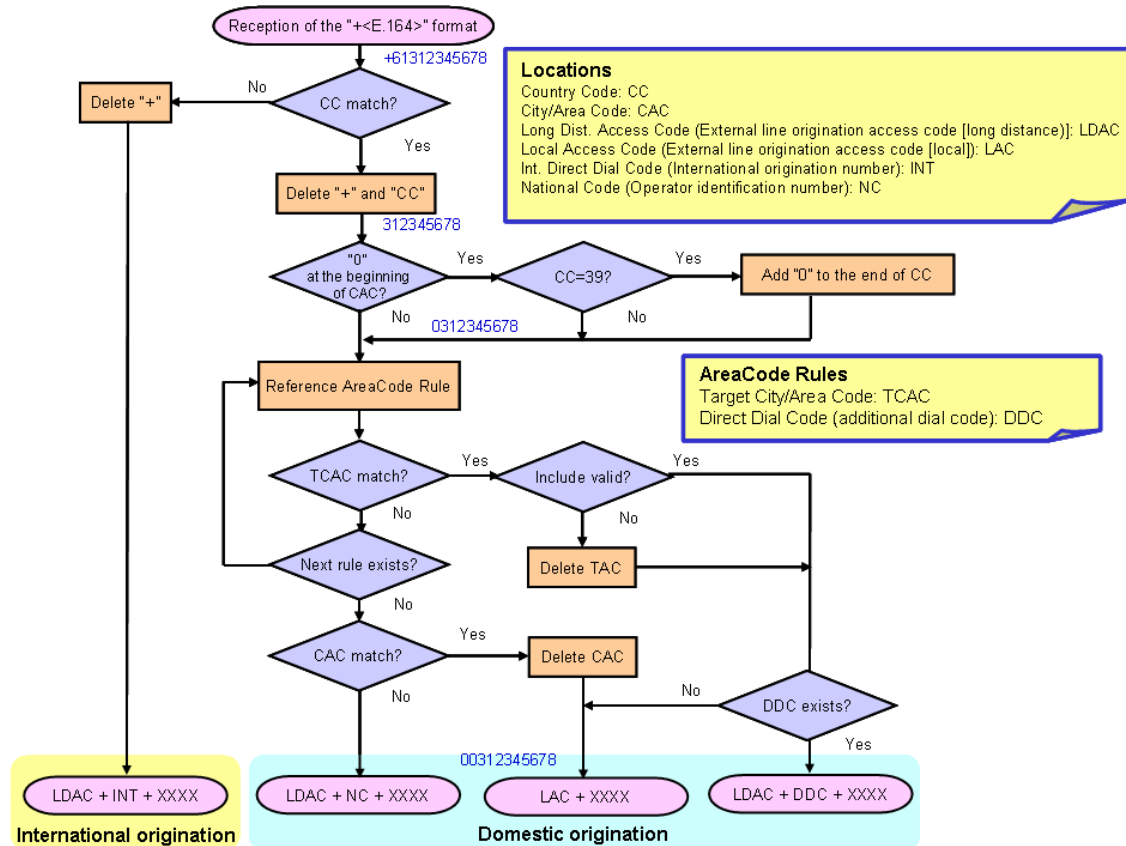 Reception of the "+<E.164>" format
+61312345678
CC match?
No
Delete "+"
Yes
Delete "+" and "CC"
312345678
"0"
at the beginning
of CAC?
Yes
CC=39?
Yes
Add "0" to the end of CC
No
0312345678
No
Locations
Country Code: CC
City/Area Code: CAC
Long Dist. Access Code (External line origination access code [long distance)]: LDAC
Local Access Code (External line origination access code [local]): LAC
Int. Direct Dial Code (International origination number): INT
National Code (Operator identification number): NC
Reference AreaCode Rule
AreaCode Rules
Target City/Area Code: TCAC
Direct Dial Code (additional dial code): DDC
TCAC match?
Yes
Include valid?
Yes
No
No
Next rule exists?
Delete TAC
No
CAC match?
Yes
Delete CAC
No
No
DDC exists?
Yes
00312345678
LDAC + INT + XXXX
LDAC + NC + XXXX
LAC + XXXX
LDAC + DDC + XXXX
International origination
Domestic origination